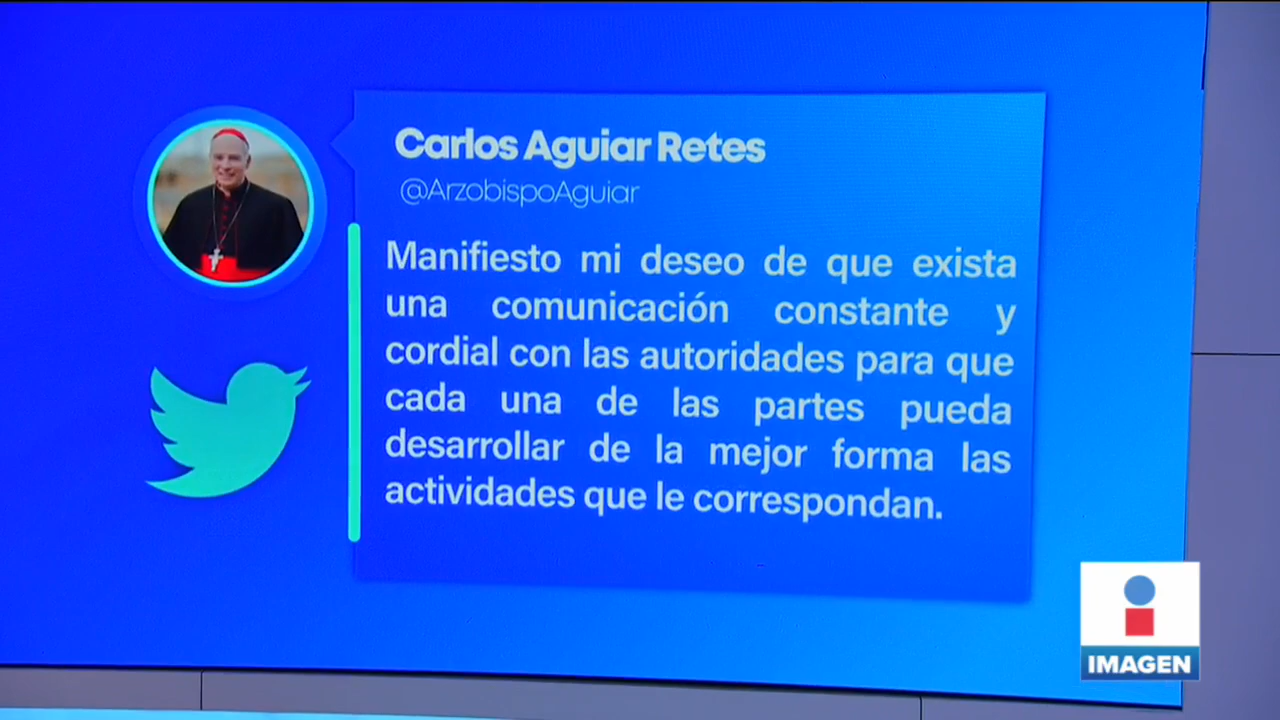 Carlos Aguiar Retes
@ArzobispoAguiar
Manifiesto mi deseo de que exista
una comunicación constante y
cordial con las autoridades para que
cada una de las partes pueda
desarrollar de la mejor forma las
actividades que le correspondan.
IMAGEN